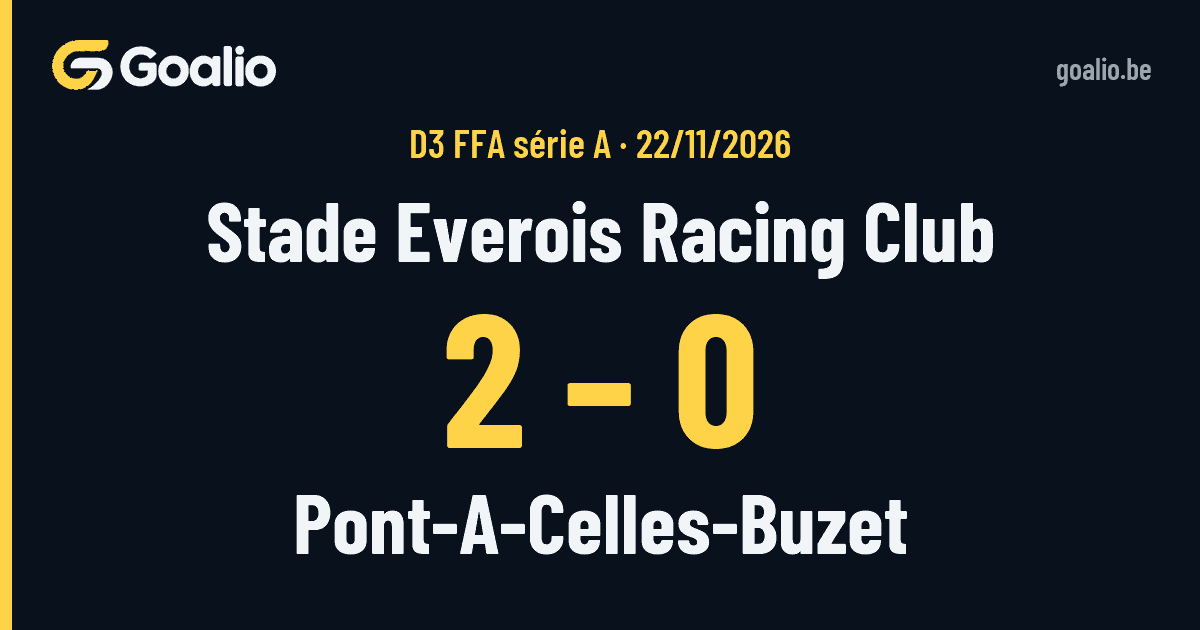 Goalio
goalio.be
D3 FFA série A · 22/11/2026
Stade Everois Racing Club
2 - 0
Pont-A-Celles-Buzet